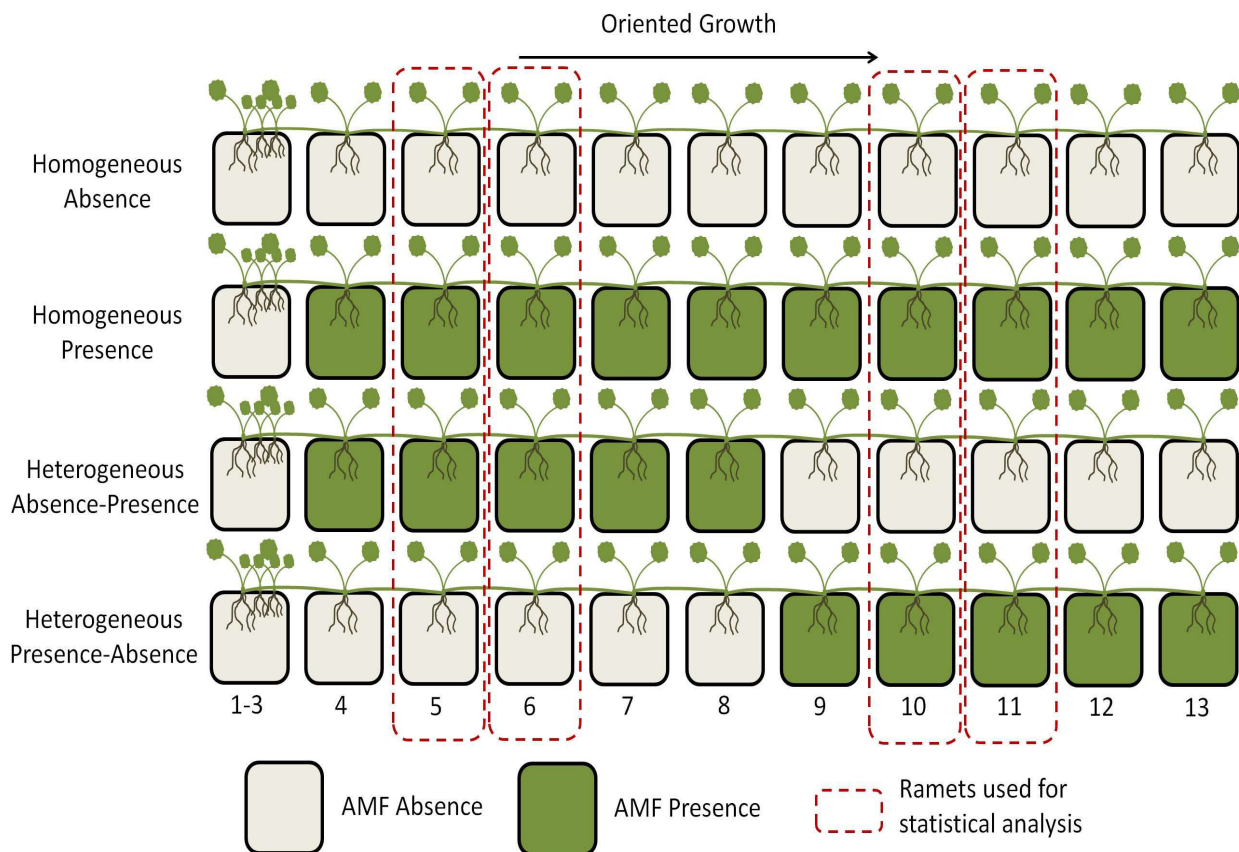 Oriented Growth
Homogeneous
Absence
Homogeneous
Presence
Heterogeneous
Absence-Presence
Heterogeneous
Presence-Absence
1-3 4 5 6 7 8 9 10 11 12 13
AMF Absence
AMF Presence
Ramets used for
statistical analysis